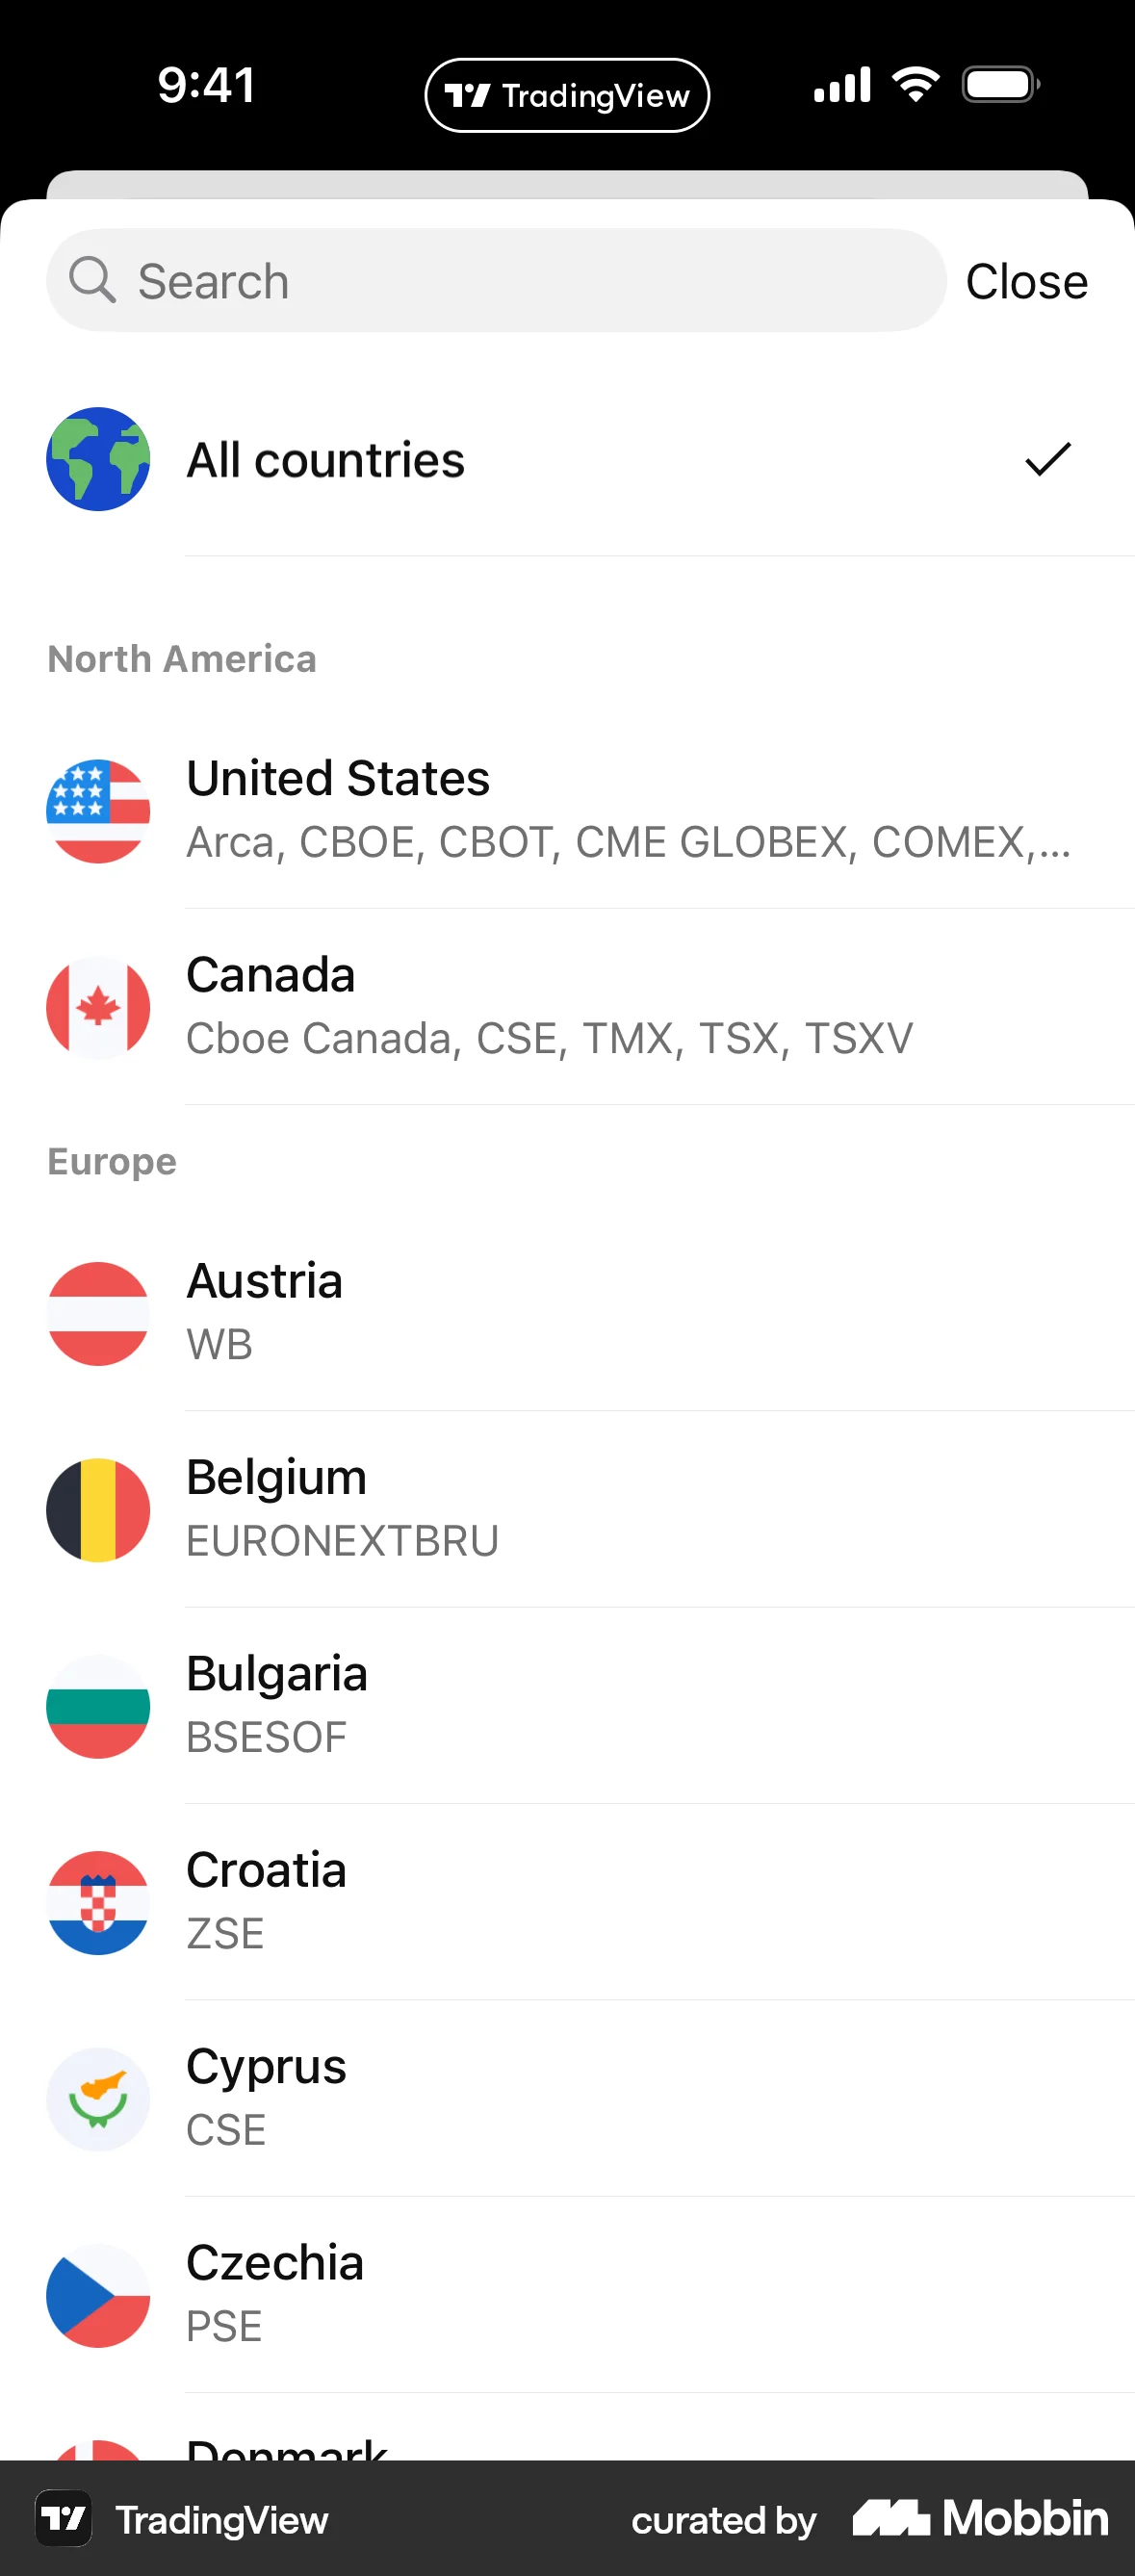 9:41
TradingView
Search
Close
All countries
North America
United States
Arca, CBOE, CBOT, CME GLOBEX, COMEX,...
Canada
Cboe Canada, CSE, TMX, TSX, TSXV
Europe
Austria
WB
Belgium
EURONEXTBRU
Bulgaria
BSESOF
Croatia
ZSE
Cyprus
CSE
Czechia
PSE
Denmark
TradingView
curated by Mobbin